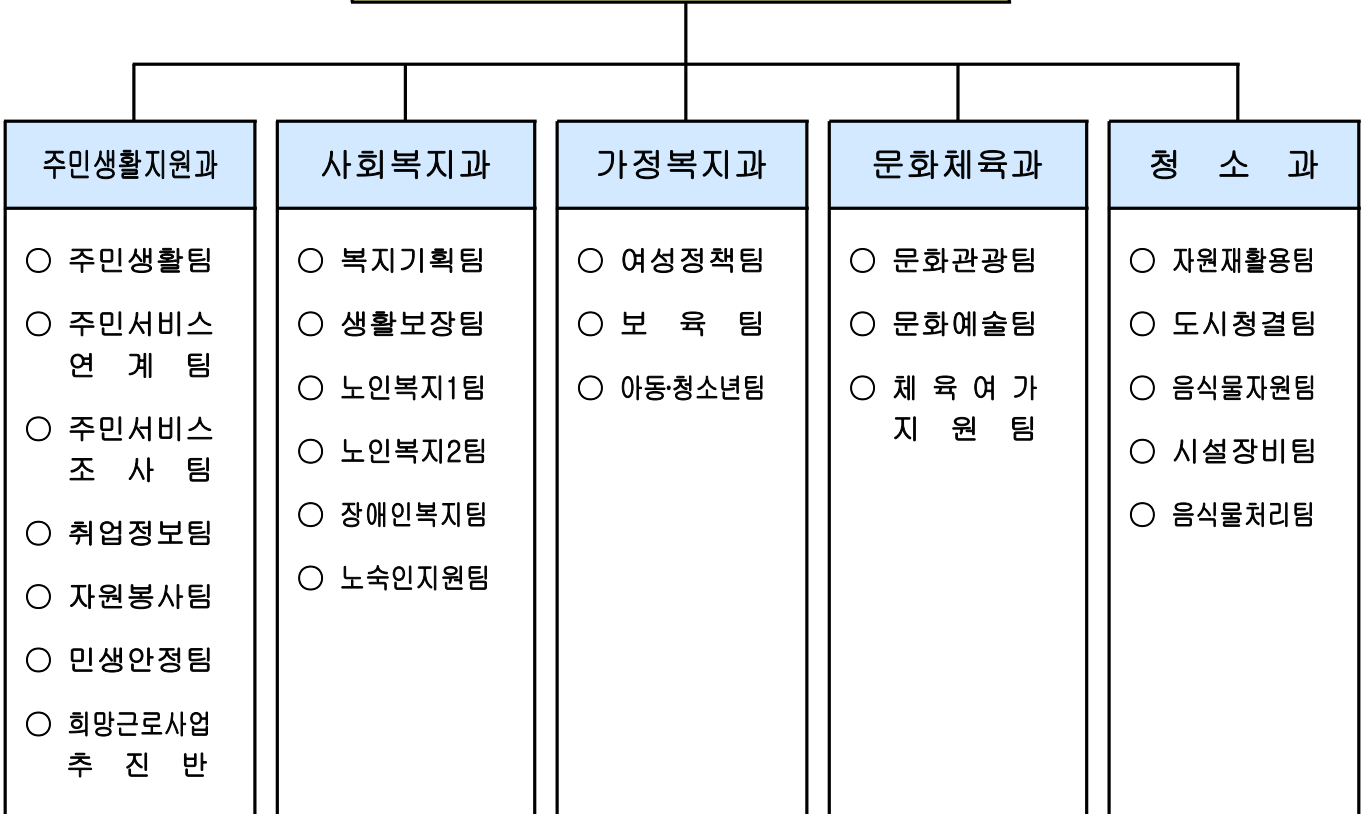 주민생활지원과
○ 주민생활팀
○ 주민서비스
연 계 팀
○ 주민서비스
조 사 팀
○ 취업정보팀
○ 자원봉사팀
○ 민생안정팀
○ 희망근로사업
추 진 반
사회복지과
○ 복지기획팀
○ 생활보장팀
○ 노인복지1팀
○ 노인복지2팀
○ 장애인복지팀
○ 노숙인지원팀
가정복지과
○ 여성정책팀
○ 보 육 팀
○ 아동·청소년팀
문화체육과
○ 문화관광팀
○ 문화예술팀
○ 체 육 여 가
지 원 팀
청 소 과
○ 자원재활용팀
○ 도시청결팀
○ 음식물자원팀
○ 시설장비팀
○ 음식물처리팀